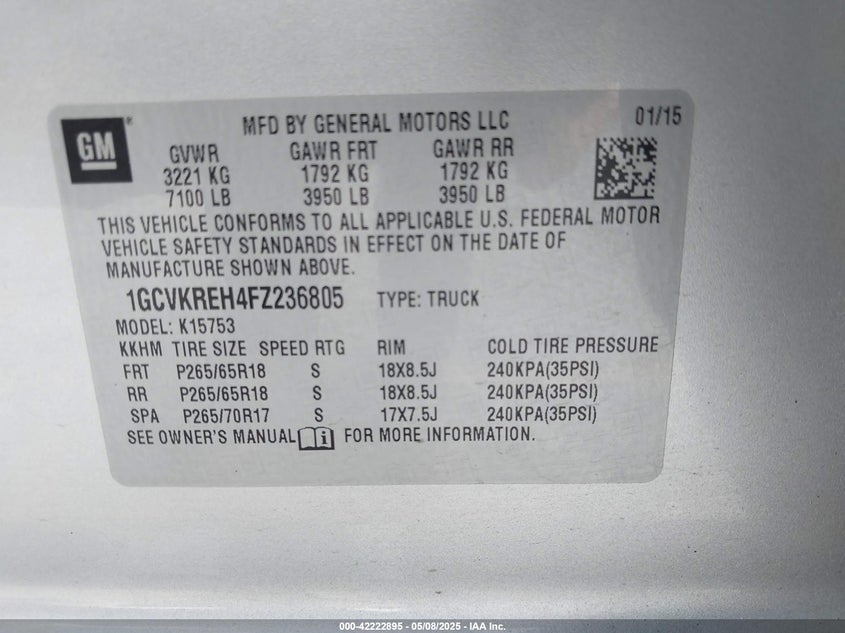 GM
MFD BY GENERAL MOTORS LLC 01/15
GVWR GAWR FRT GAWR RR
3221 KG 1792 KG 1792 KG
7100 LB 3950 LB 3950 LB
THIS VEHICLE CONFORMS TO ALL APPLICABLE U.S. FEDERAL MOTOR
VEHICLE SAFETY STANDARDS IN EFFECT ON THE DATE OF
MANUFACTURE SHOWN ABOVE.
1GCVKREH4FZ236805 TYPE: TRUCK
MODEL: K15753
KKHM TIRE SIZE SPEED RTG RIM COLD TIRE PRESSURE
FRT P265/65R18 S 18X8.5J 240KPA(35PSI)
RR P265/65R18 S 18X8.5J 240KPA(35PSI)
SPA P265/70R17 S 17X7.5J 240KPA(35PSI)
SEE OWNER'S MANUAL FOR MORE INFORMATION.
000-42222895 - 05/08/2025 - IAA Inc.